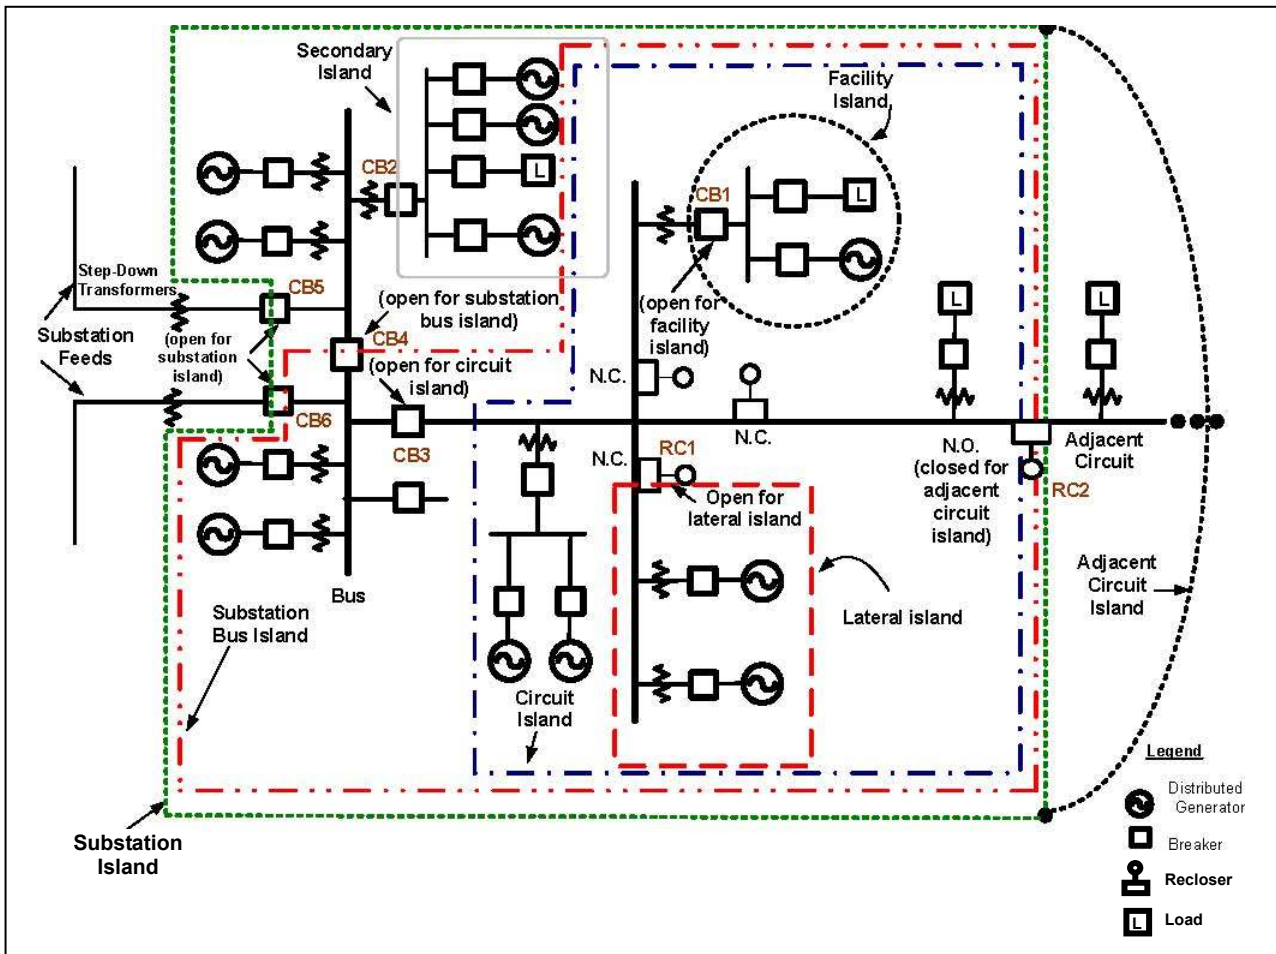 Secondary
Island
Facility
Island
CB2
L
CB1
L
Step-Down
Transformers
CB5
(open for substation
bus island)
Substation
Feeds
(open for
substation
island)
CB4
(open for circuit
island)
(open for
facility
island)
L
L
CB6
N.C.
N.C.
CB3
N.C.
RC1
N.O.
(closed for
adjacent
circuit
island)
Adjacent
Circuit
RC2
Open for
lateral island
Bus
Substation
Bus Island
Lateral island
Adjacent
Circuit
Island
Circuit
Island
Substation
Island
Legend
Distributed
Generator
Breaker
Recloser
L
Load